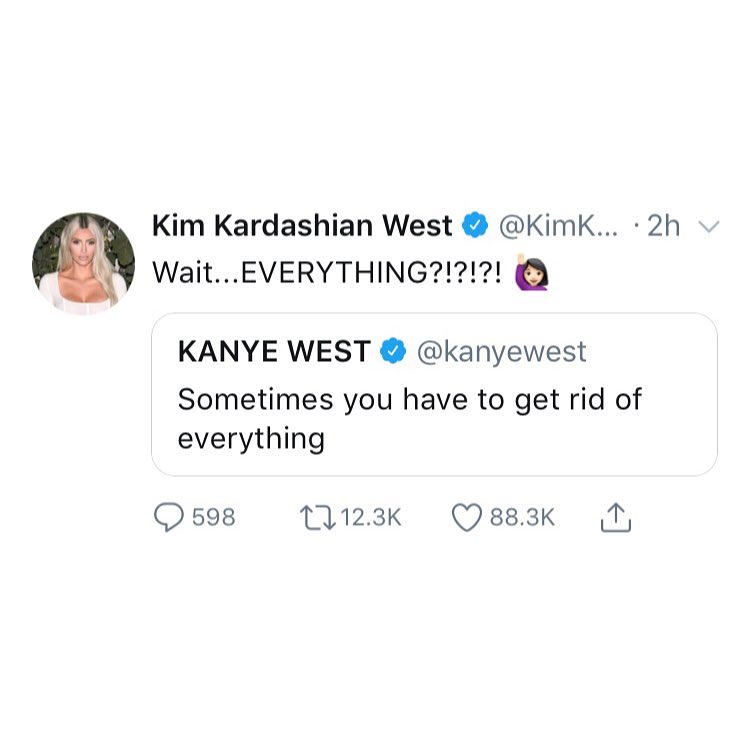 Kim Kardashian West @KimK... · 2h
Wait...EVERYTHING?!?!?! 🙋🏻‍♀️
KANYE WEST @kanyewest
Sometimes you have to get rid of
everything
598 12.3K 88.3K